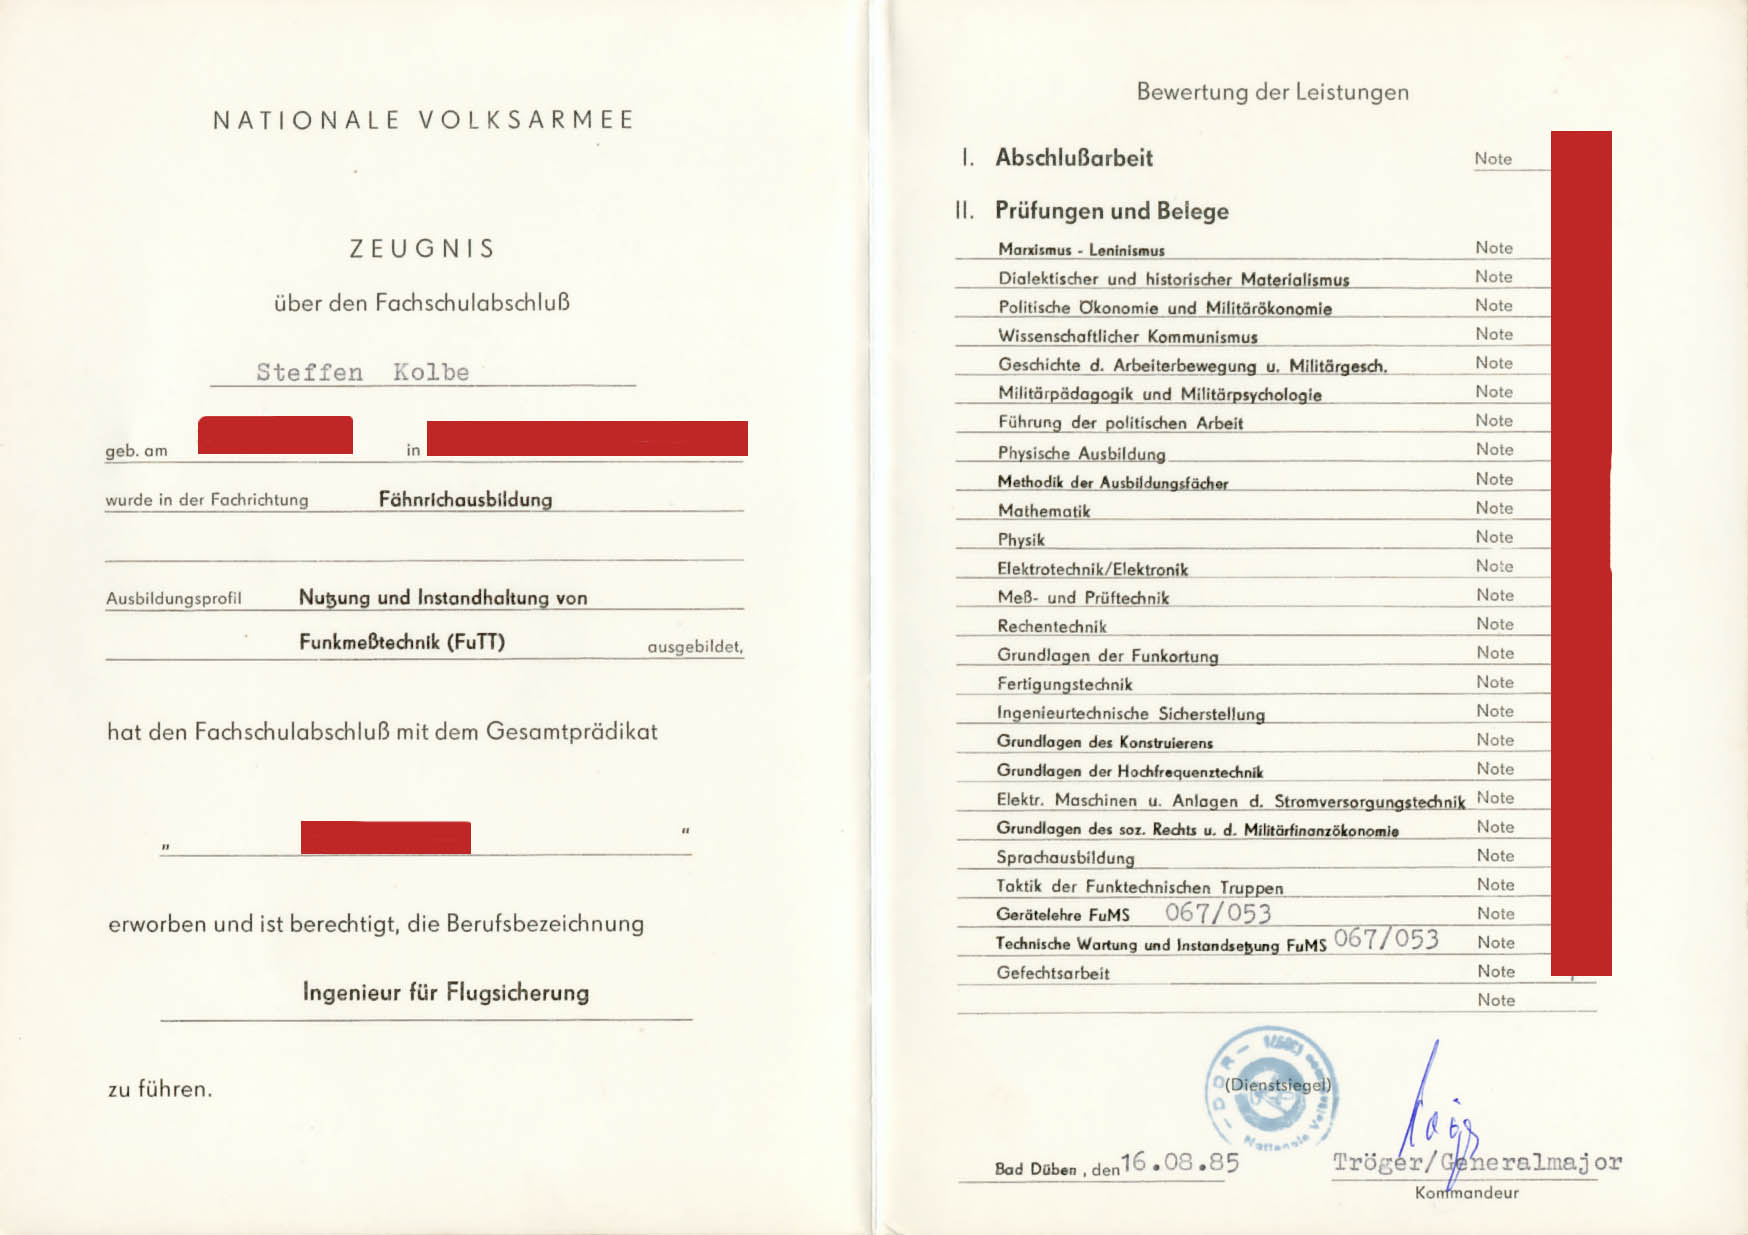 NATIONALE VOLKSARMEE
ZEUGNIS
über den Fachschulabschluß
Steffen Kolbe
geb. am in
wurde in der Fachrichtung Fähnrichausbildung
Ausbildungsprofil Nutzung und Instandhaltung von
Funkmeßtechnik (FuTT) ausgebildet,
hat den Fachschulabschluß mit dem Gesamtprädikat
„ “
erworben und ist berechtigt, die Berufsbezeichnung
Ingenieur für Flugsicherung
zu führen.
Bewertung der Leistungen
I. Abschlußarbeit Note
II. Prüfungen und Belege
Marxismus - Leninismus Note
Dialektischer und historischer Materialismus Note
Politische Ökonomie und Militärökonomie Note
Wissenschaftlicher Kommunismus Note
Geschichte d. Arbeiterbewegung u. Militärgesch. Note
Militärpädagogik und Militärpsychologie Note
Führung der politischen Arbeit Note
Physische Ausbildung Note
Methodik der Ausbildungsfächer Note
Mathematik Note
Physik Note
Elektrotechnik/Elektronik Note
Meß- und Prüftechnik Note
Rechentechnik Note
Grundlagen der Funkortung Note
Fertigungstechnik Note
Ingenieurtechnische Sicherstellung Note
Grundlagen des Konstruierens Note
Grundlagen der Hochfrequenztechnik Note
Elektr. Maschinen u. Anlagen d. Stromversorgungstechnik Note
Grundlagen des soz. Rechts u. d. Militärfinanzökonomie Note
Sprachausbildung Note
Taktik der Funktechnischen Truppen Note
Gerätelehre FuMS 067/053 Note
Technische Wartung und Instandsetzung FuMS 067/053 Note
Gefechtsarbeit Note
Note
- DDR -
Nationale
(Dienstsiegel)
Bad Düben, den 16.08.85
Tröger/Generalmajor
Kommandeur